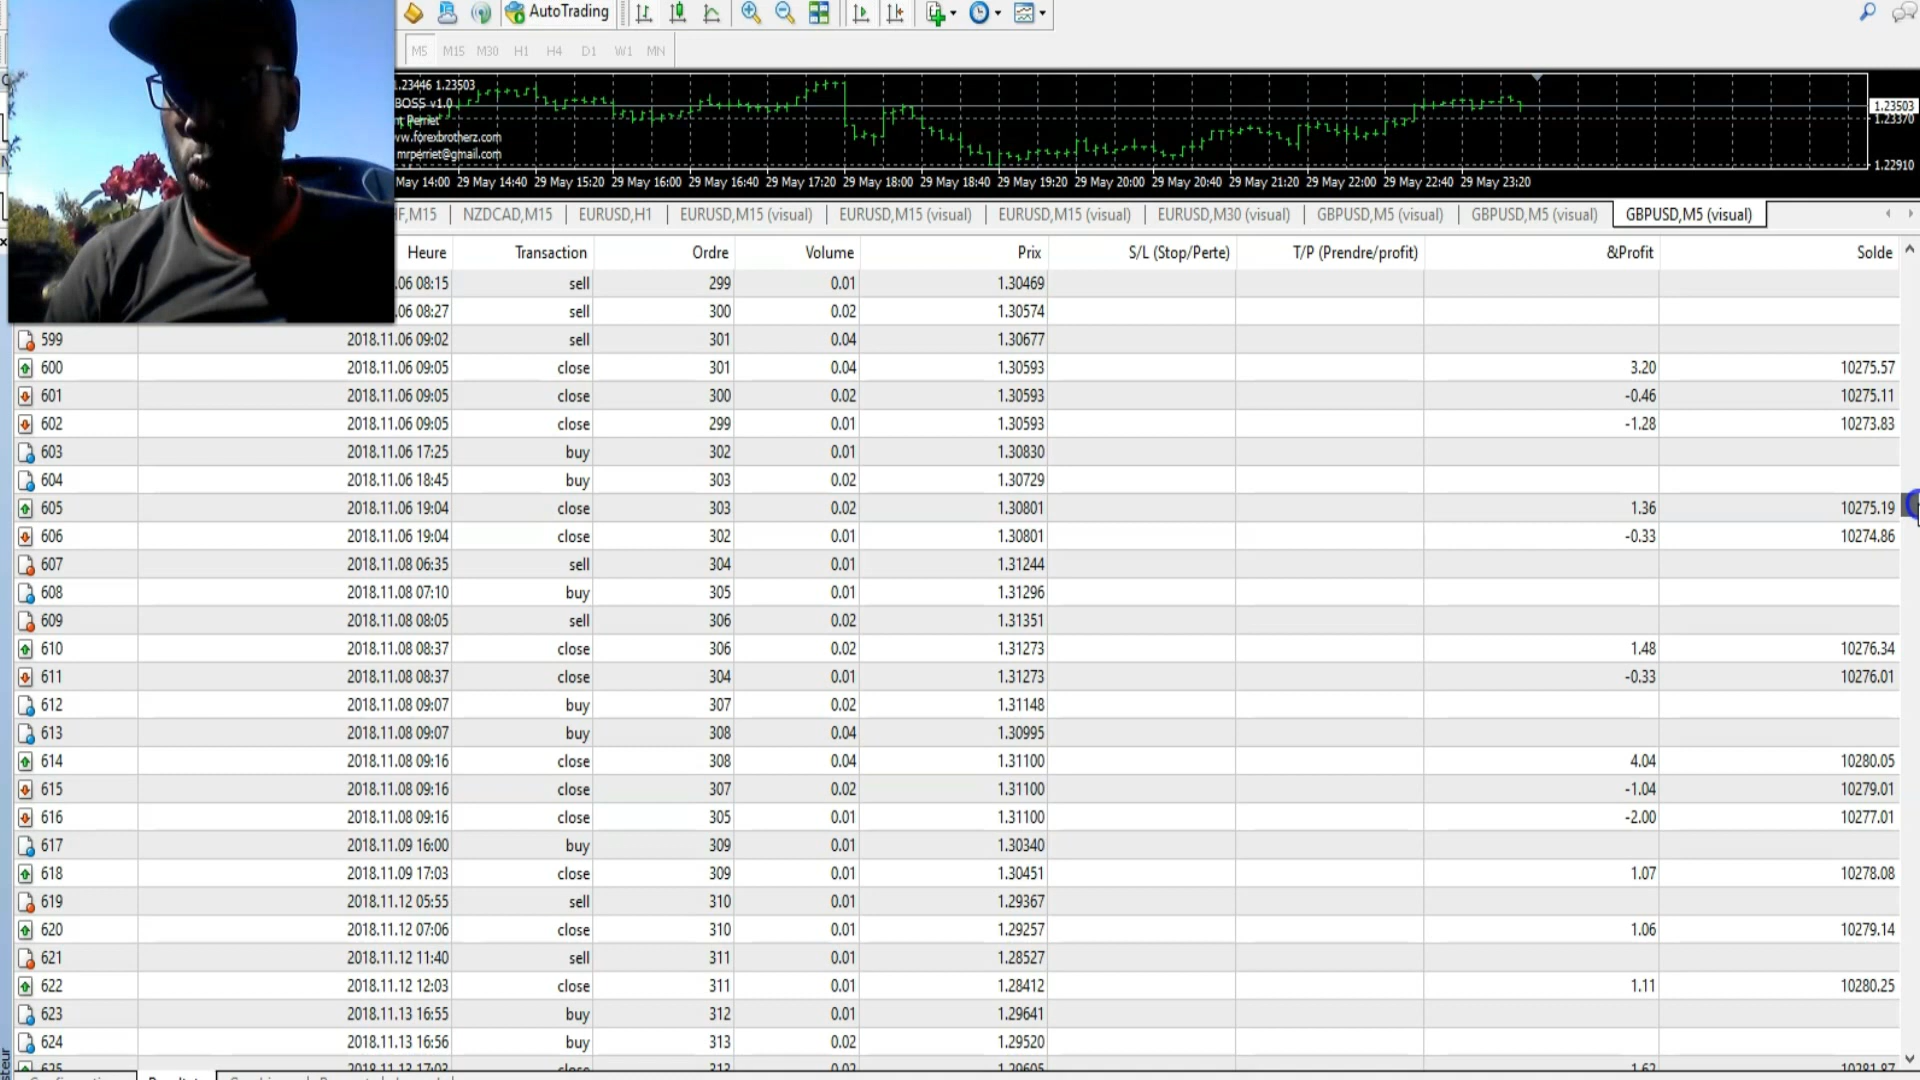 AutoTrading
M5 M15 M30 H1 H4 D1 W1 MN
1.23446 1.23503
BOSS v1.0
nt Perriet
www.forexbrotherz.com
mrperriet@gmail.com
1.23503
1.23370
1.22910
May 14:00 29 May 14:40 29 May 15:20 29 May 16:00 29 May 16:40 29 May 17:20 29 May 18:00 29 May 18:40 29 May 19:20 29 May 20:00 29 May 20:40 29 May 21:20 29 May 22:00 29 May 22:40 29 May 23:20
F,M15 NZDCAD,M15 EURUSD,H1 EURUSD,M15 (visual) EURUSD,M15 (visual) EURUSD,M15 (visual) EURUSD,M30 (visual) GBPUSD,M5 (visual) GBPUSD,M5 (visual) GBPUSD,M5 (visual)
Heure Transaction Ordre Volume Prix S/L (Stop/Perte) T/P (Prendre/profit) &Profit Solde
.06 08:15 sell 299 0.01 1.30469
.06 08:27 sell 300 0.02 1.30574
599 2018.11.06 09:02 sell 301 0.04 1.30677
600 2018.11.06 09:05 close 301 0.04 1.30593 3.20 10275.57
601 2018.11.06 09:05 close 300 0.02 1.30593 -0.46 10275.11
602 2018.11.06 09:05 close 299 0.01 1.30593 -1.28 10273.83
603 2018.11.06 17:25 buy 302 0.01 1.30830
604 2018.11.06 18:45 buy 303 0.02 1.30729
605 2018.11.06 19:04 close 303 0.02 1.30801 1.36 10275.19
606 2018.11.06 19:04 close 302 0.01 1.30801 -0.33 10274.86
607 2018.11.08 06:35 sell 304 0.01 1.31244
608 2018.11.08 07:10 buy 305 0.01 1.31296
609 2018.11.08 08:05 sell 306 0.02 1.31351
610 2018.11.08 08:37 close 306 0.02 1.31273 1.48 10276.34
611 2018.11.08 08:37 close 304 0.01 1.31273 -0.33 10276.01
612 2018.11.08 09:07 buy 307 0.02 1.31148
613 2018.11.08 09:07 buy 308 0.04 1.30995
614 2018.11.08 09:16 close 308 0.04 1.31100 4.04 10280.05
615 2018.11.08 09:16 close 307 0.02 1.31100 -1.04 10279.01
616 2018.11.08 09:16 close 305 0.01 1.31100 -2.00 10277.01
617 2018.11.09 16:00 buy 309 0.01 1.30340
618 2018.11.09 17:03 close 309 0.01 1.30451 1.07 10278.08
619 2018.11.12 05:55 sell 310 0.01 1.29367
620 2018.11.12 07:06 close 310 0.01 1.29257 1.06 10279.14
621 2018.11.12 11:40 sell 311 0.01 1.28527
622 2018.11.12 12:03 close 311 0.01 1.28412 1.11 10280.25
623 2018.11.13 16:55 buy 312 0.01 1.29641
624 2018.11.13 16:56 buy 313 0.02 1.29520
625 2018.11.13 17:03 close 313 0.02 1.29605 1.62 10281.87